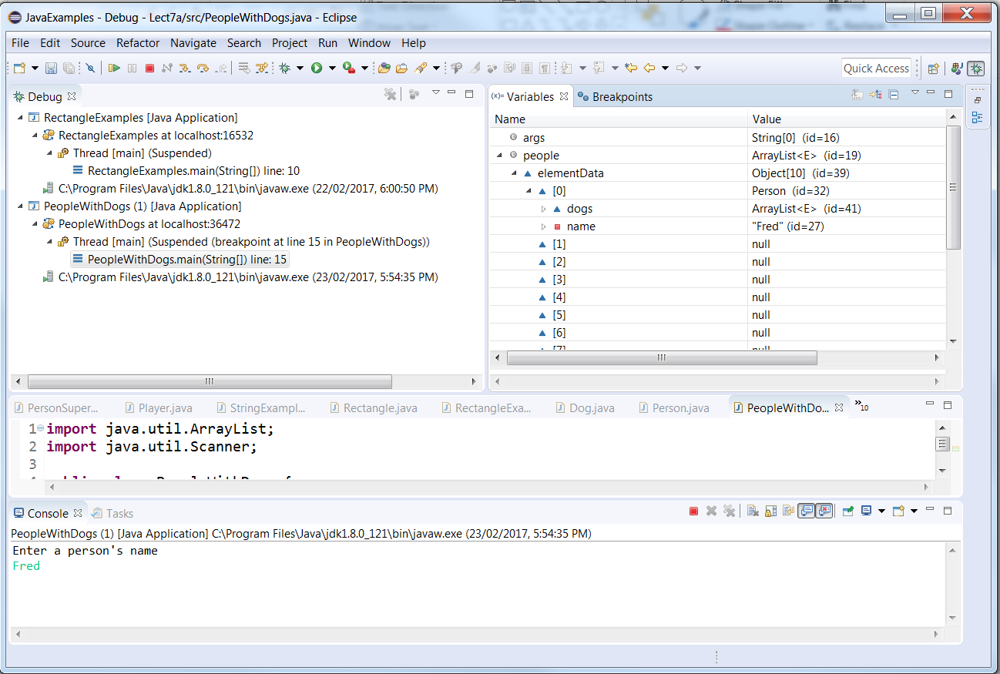 JavaExamples - Debug - Lect7a/src/PeopleWithDogs.java - Eclipse
File Edit Source Refactor Navigate Search Project Run Window Help
Quick Access
Debug
RectangleExamples [Java Application]
RectangleExamples at localhost:16532
Thread [main] (Suspended)
RectangleExamples.main(String[]) line: 10
C:\Program Files\Java\jdk1.8.0_121\bin\javaw.exe (22/02/2017, 6:00:50 PM)
PeopleWithDogs (1) [Java Application]
PeopleWithDogs at localhost:36472
Thread [main] (Suspended (breakpoint at line 15 in PeopleWithDogs))
PeopleWithDogs.main(String[]) line: 15
C:\Program Files\Java\jdk1.8.0_121\bin\javaw.exe (23/02/2017, 5:54:35 PM)
(x)= Variables Breakpoints
Name Value
args String[0] (id=16)
people ArrayList<E> (id=19)
elementData Object[10] (id=39)
[0] Person (id=32)
dogs ArrayList<E> (id=41)
name "Fred" (id=27)
[1] null
[2] null
[3] null
[4] null
[5] null
[6] null
PersonSuper... Player.java StringExampl... Rectangle.java RectangleExa... Dog.java Person.java PeopleWithDo... »10
1 import java.util.ArrayList;
2 import java.util.Scanner;
3
Console Tasks
PeopleWithDogs (1) [Java Application] C:\Program Files\Java\jdk1.8.0_121\bin\javaw.exe (23/02/2017, 5:54:35 PM)
Enter a person's name
Fred